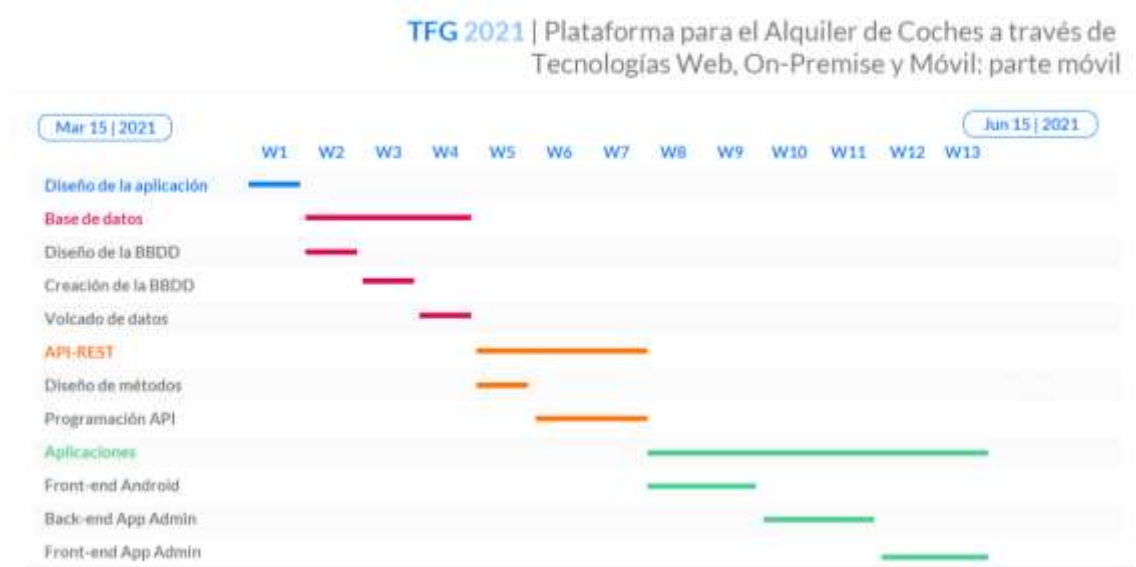 TFG 2021 | Plataforma para el Alquiler de Coches a través de
Tecnologías Web, On-Premise y Móvil: parte móvil
Mar 15 | 2021
Jun 15 | 2021
W1 W2 W3 W4 W5 W6 W7 W8 W9 W10 W11 W12 W13
Diseño de la aplicación
Base de datos
Diseño de la BBDD
Creación de la BBDD
Volcado de datos
API-REST
Diseño de métodos
Programación API
Aplicaciones
Front-end Android
Back-end App Admin
Front-end App Admin